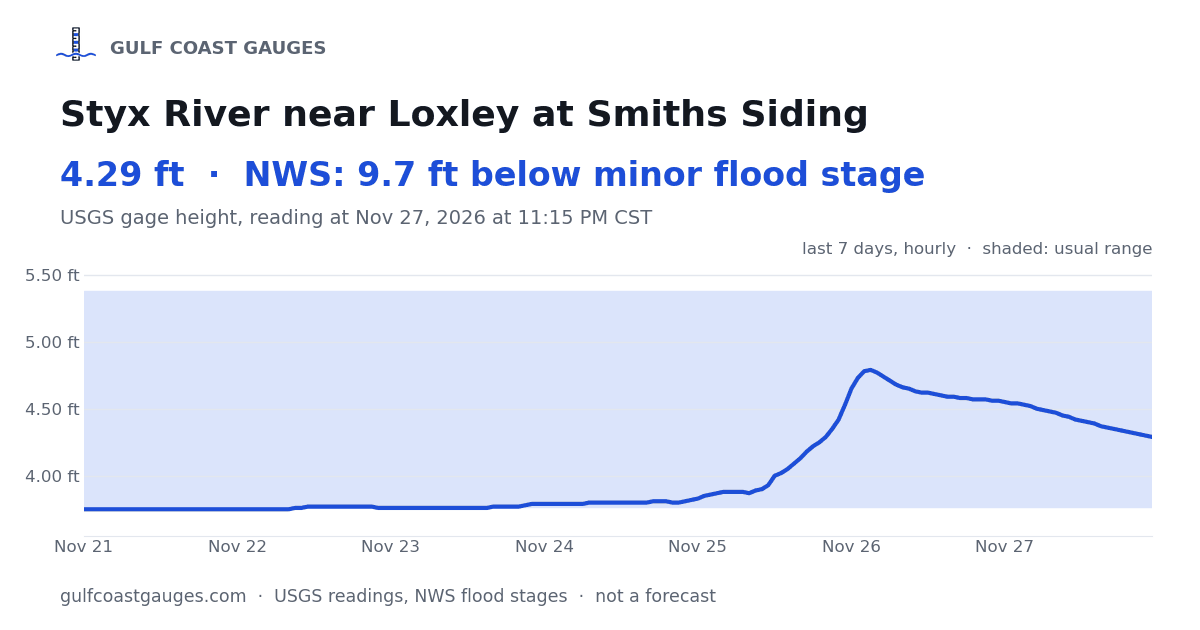 GULF COAST GAUGES
Styx River near Loxley at Smiths Siding
4.29 ft · NWS: 9.7 ft below minor flood stage
USGS gage height, reading at Nov 27, 2026 at 11:15 PM CST
last 7 days, hourly · shaded: usual range
5.50 ft
5.00 ft
4.50 ft
4.00 ft
Nov 21 Nov 22 Nov 23 Nov 24 Nov 25 Nov 26 Nov 27
gulfcoastgauges.com · USGS readings, NWS flood stages · not a forecast